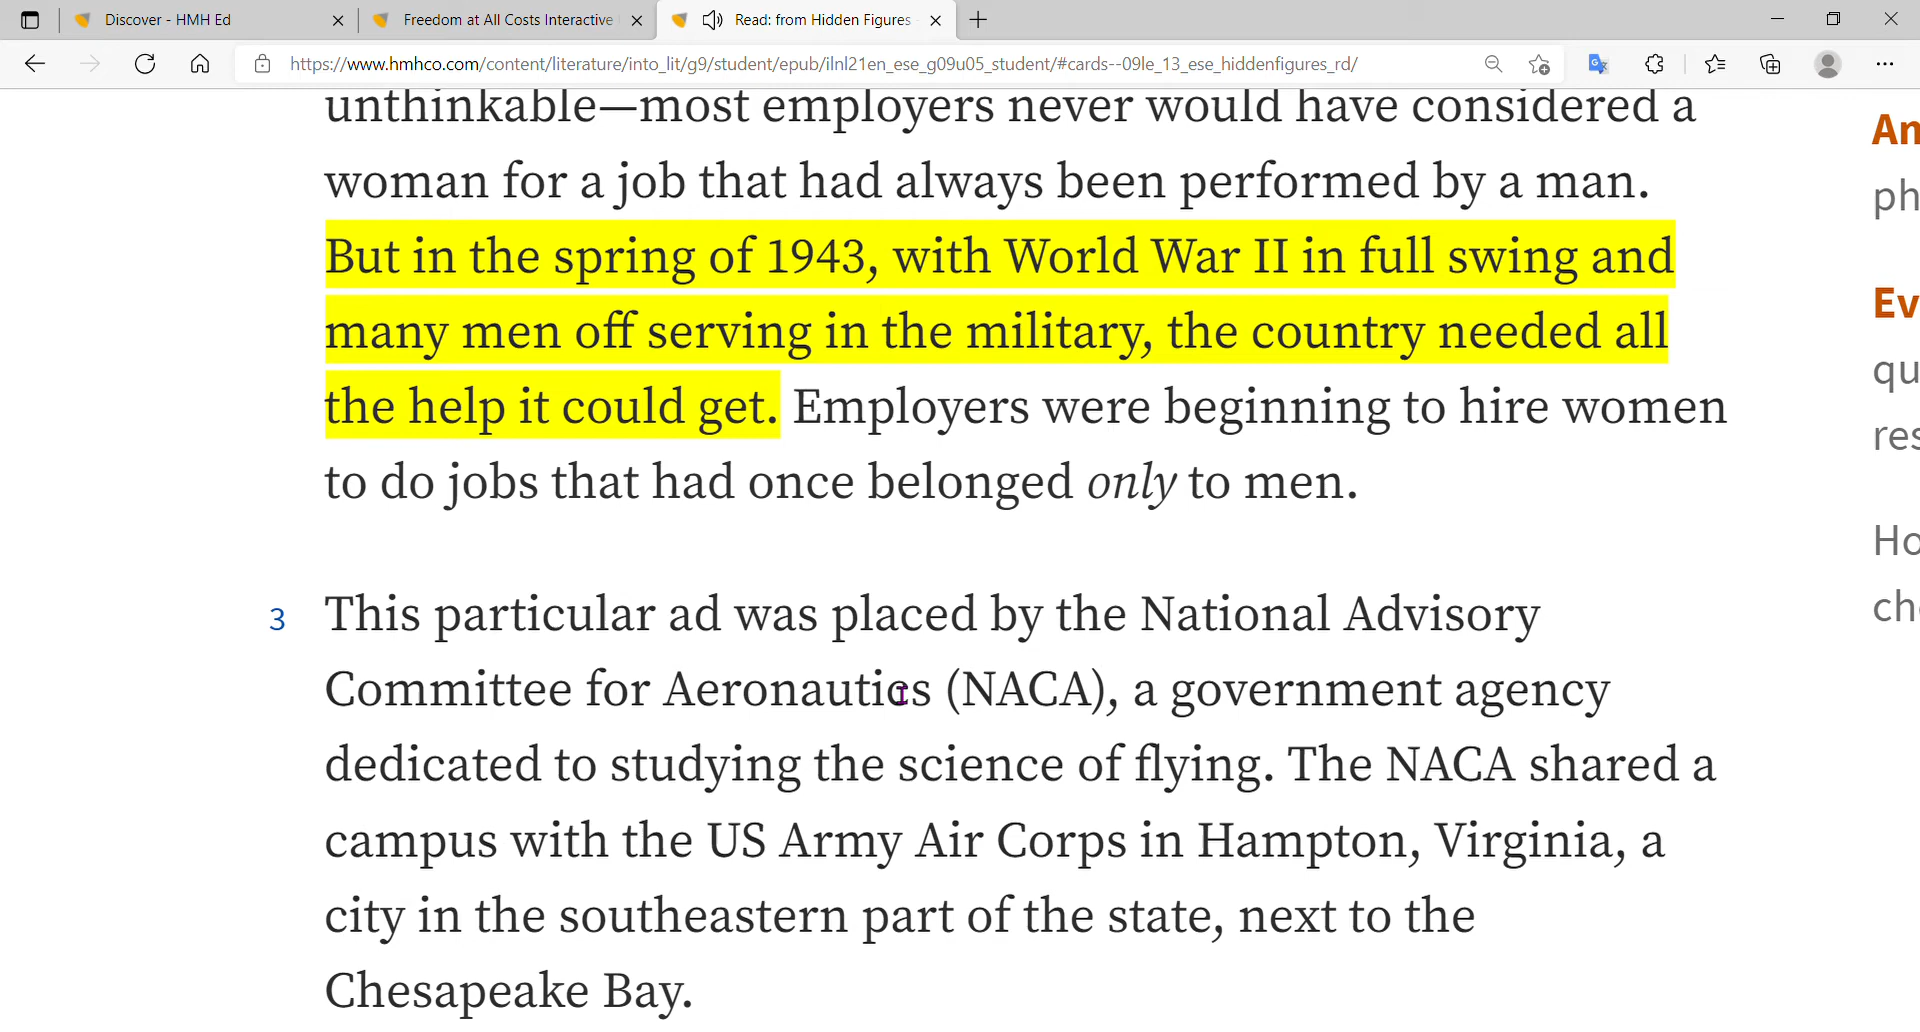 Discover - HMH Ed
Freedom at All Costs Interactive
Read: from Hidden Figures
https://www.hmhco.com/content/literature/into_lit/g9/student/epub/ilnl21en_ese_g09u05_student/#cards--09le_13_ese_hiddenfigures_rd/
unthinkable—most employers never would have considered a
woman for a job that had always been performed by a man.
But in the spring of 1943, with World War II in full swing and
many men off serving in the military, the country needed all
the help it could get. Employers were beginning to hire women
to do jobs that had once belonged only to men.
3 This particular ad was placed by the National Advisory
Committee for Aeronautics (NACA), a government agency
dedicated to studying the science of flying. The NACA shared a
campus with the US Army Air Corps in Hampton, Virginia, a
city in the southeastern part of the state, next to the
Chesapeake Bay.
An
ph
Ev
qu
res
Ho